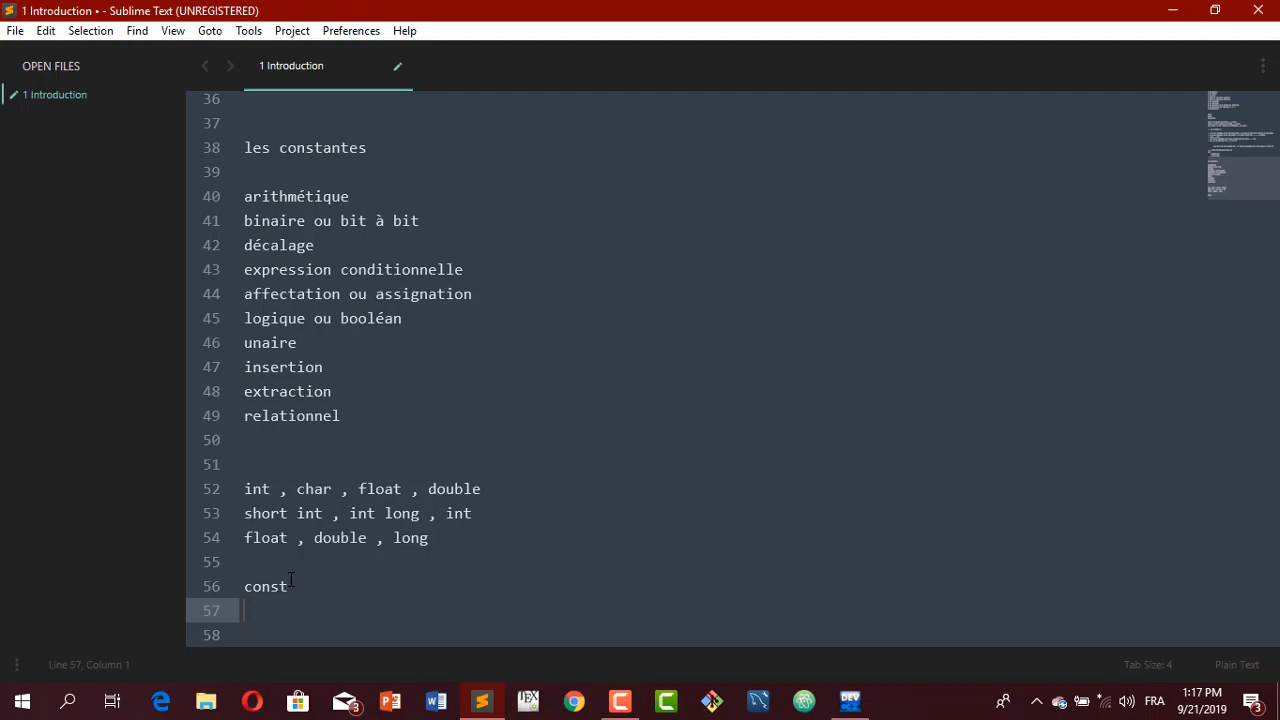 1 Introduction • - Sublime Text (UNREGISTERED)
File Edit Selection Find View Goto Tools Project Preferences Help
OPEN FILES
1 Introduction
1 Introduction
36
37
38 les constantes
39
40 arithmétique
41 binaire ou bit à bit
42 décalage
43 expression conditionnelle
44 affectation ou assignation
45 logique ou booléan
46 unaire
47 insertion
48 extraction
49 relationnel
50
51
52 int , char , float , double
53 short int , int long , int
54 float , double , long
55
56 const
57
58
Line 57, Column 1
Tab Size: 4 Plain Text
3
TEX
DEV
FRA
1:17 PM
9/21/2019
3